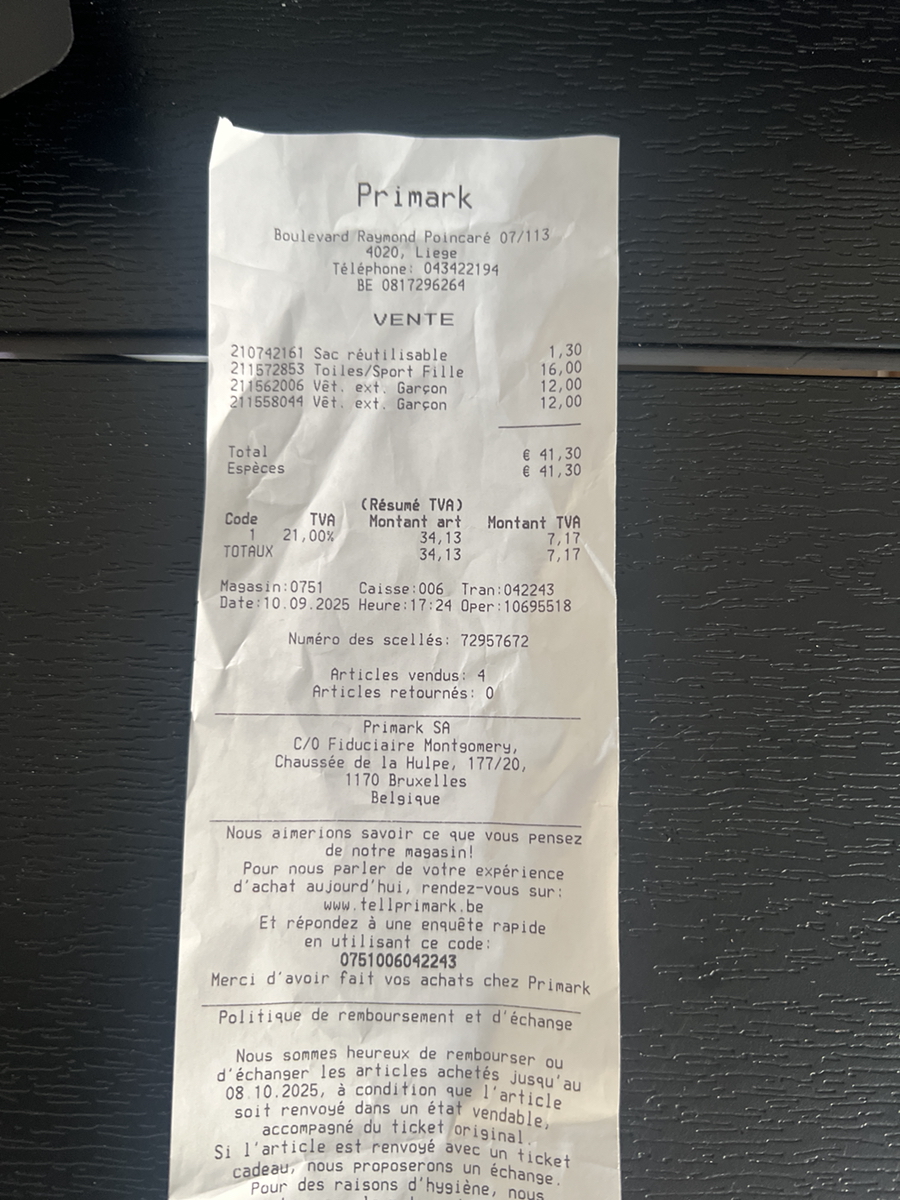 Primark
Boulevard Raymond Poincaré 07/113
4020, Liege
Téléphone: 043422194
BE 0817296264
VENTE
210742161 Sac réutilisable 1,30
211572853 Toiles/Sport Fille 16,00
211562006 Vêt. ext. Garçon 12,00
211558044 Vêt. ext. Garçon 12,00
Total € 41,30
Espèces € 41,30
(Résumé TVA)
Code TVA Montant art Montant TVA
1 21,00% 34,13 7,17
TOTAUX 34,13 7,17
Magasin:0751 Caisse:006 Tran:042243
Date:10.09.2025 Heure:17:24 Oper:10695518
Numéro des scellés: 72957672
Articles vendus: 4
Articles retournés: 0
Primark SA
C/O Fiduciaire Montgomery,
Chaussée de la Hulpe, 177/20,
1170 Bruxelles
Belgique
Nous aimerions savoir ce que vous pensez
de notre magasin!
Pour nous parler de votre expérience
d'achat aujourd'hui, rendez-vous sur:
www.tellprimark.be
Et répondez à une enquête rapide
en utilisant ce code:
0751006042243
Merci d'avoir fait vos achats chez Primark
Politique de remboursement et d'échange
Nous sommes heureux de rembourser ou
d'échanger les articles achetés jusqu'au
08.10.2025, à condition que l'article
soit renvoyé dans un état vendable,
accompagné du ticket original.
Si l'article est renvoyé avec un ticket
cadeau, nous proposerons un échange.
Pour des raisons d'hygiène, nous